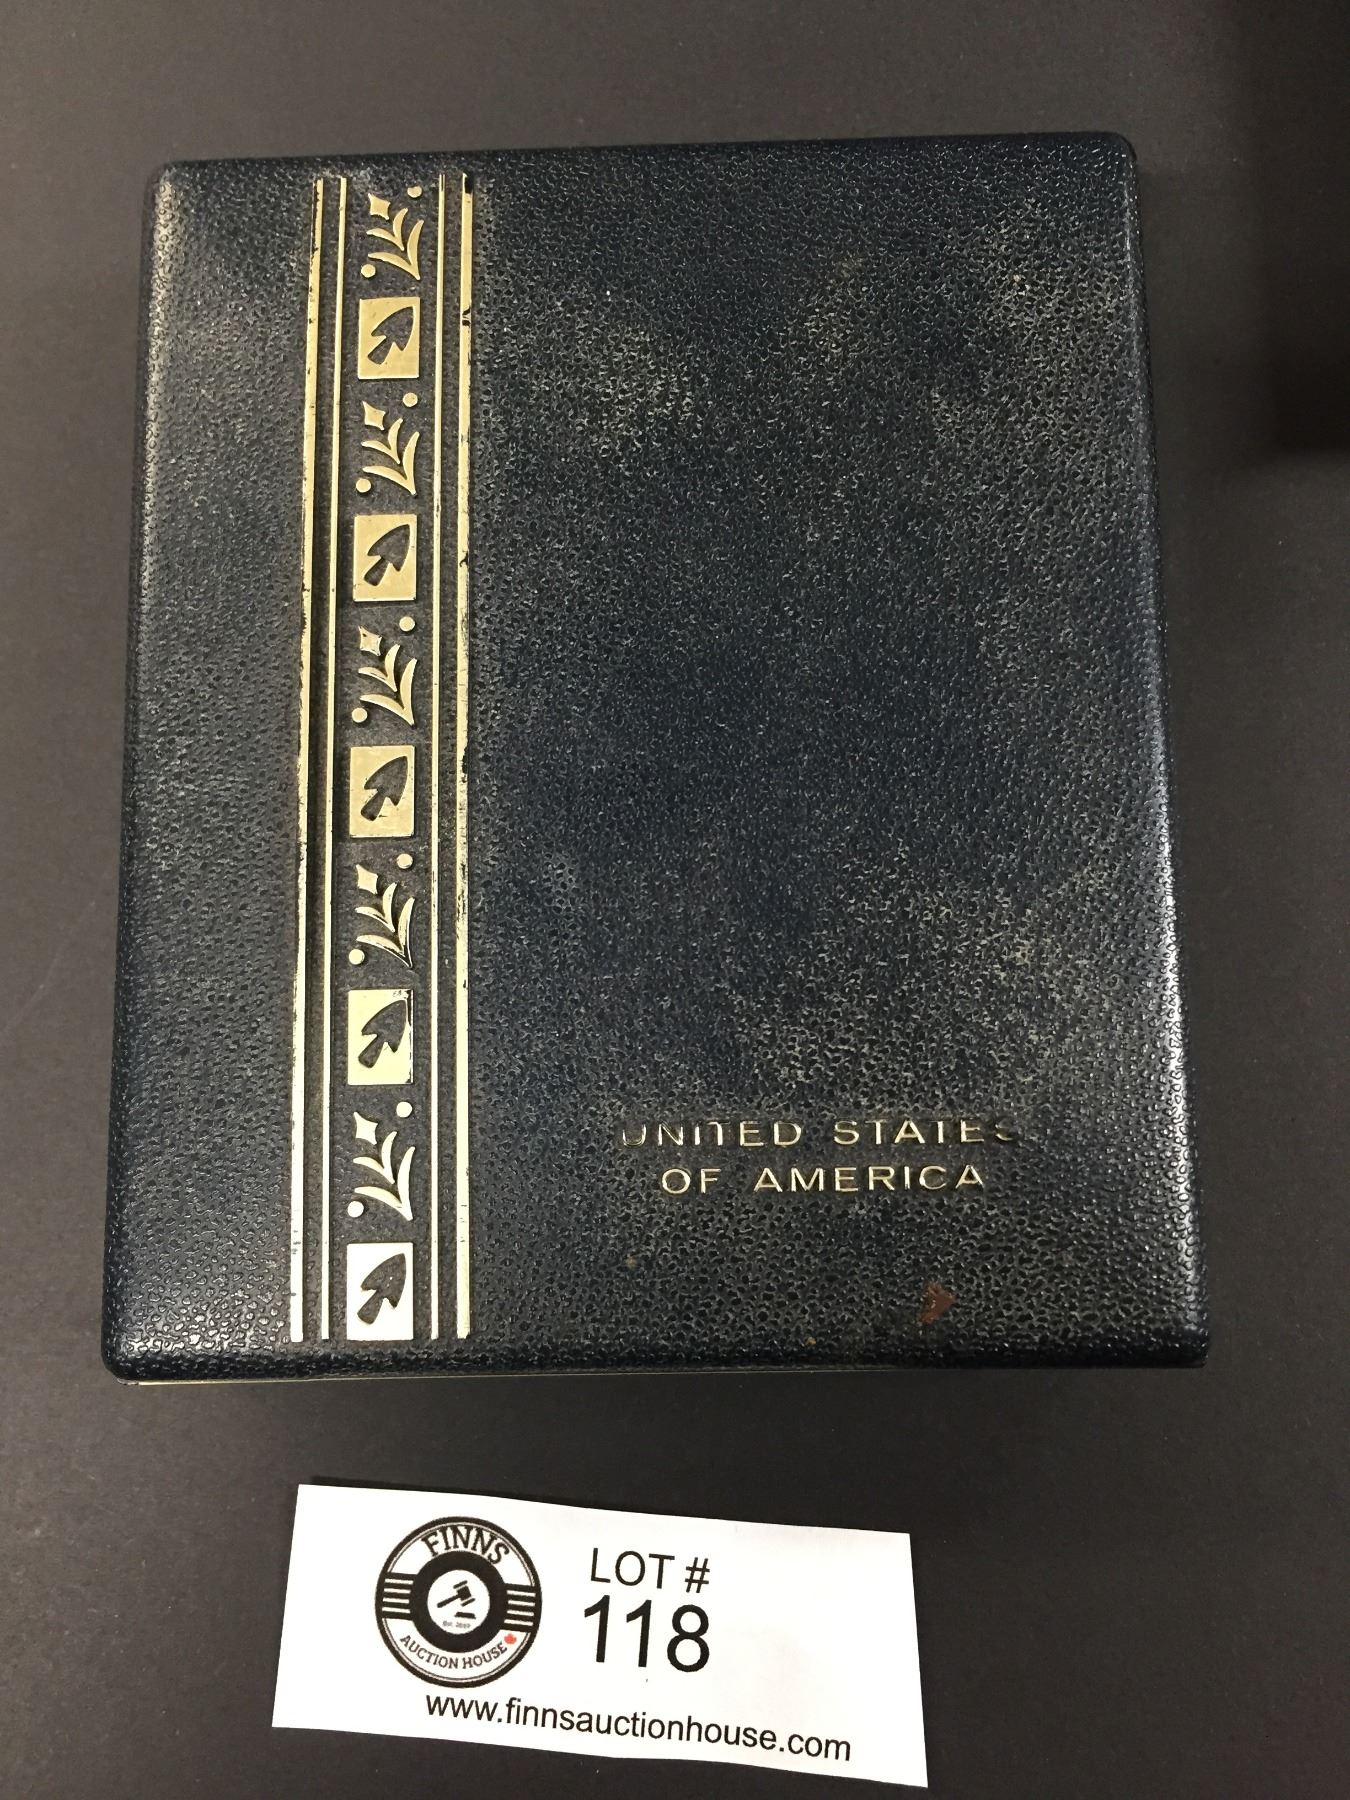 UNITED STATES
OF AMERICA
FINNS
AUCTION HOUSE
LOT #
118
www.finnsauctionhouse.com